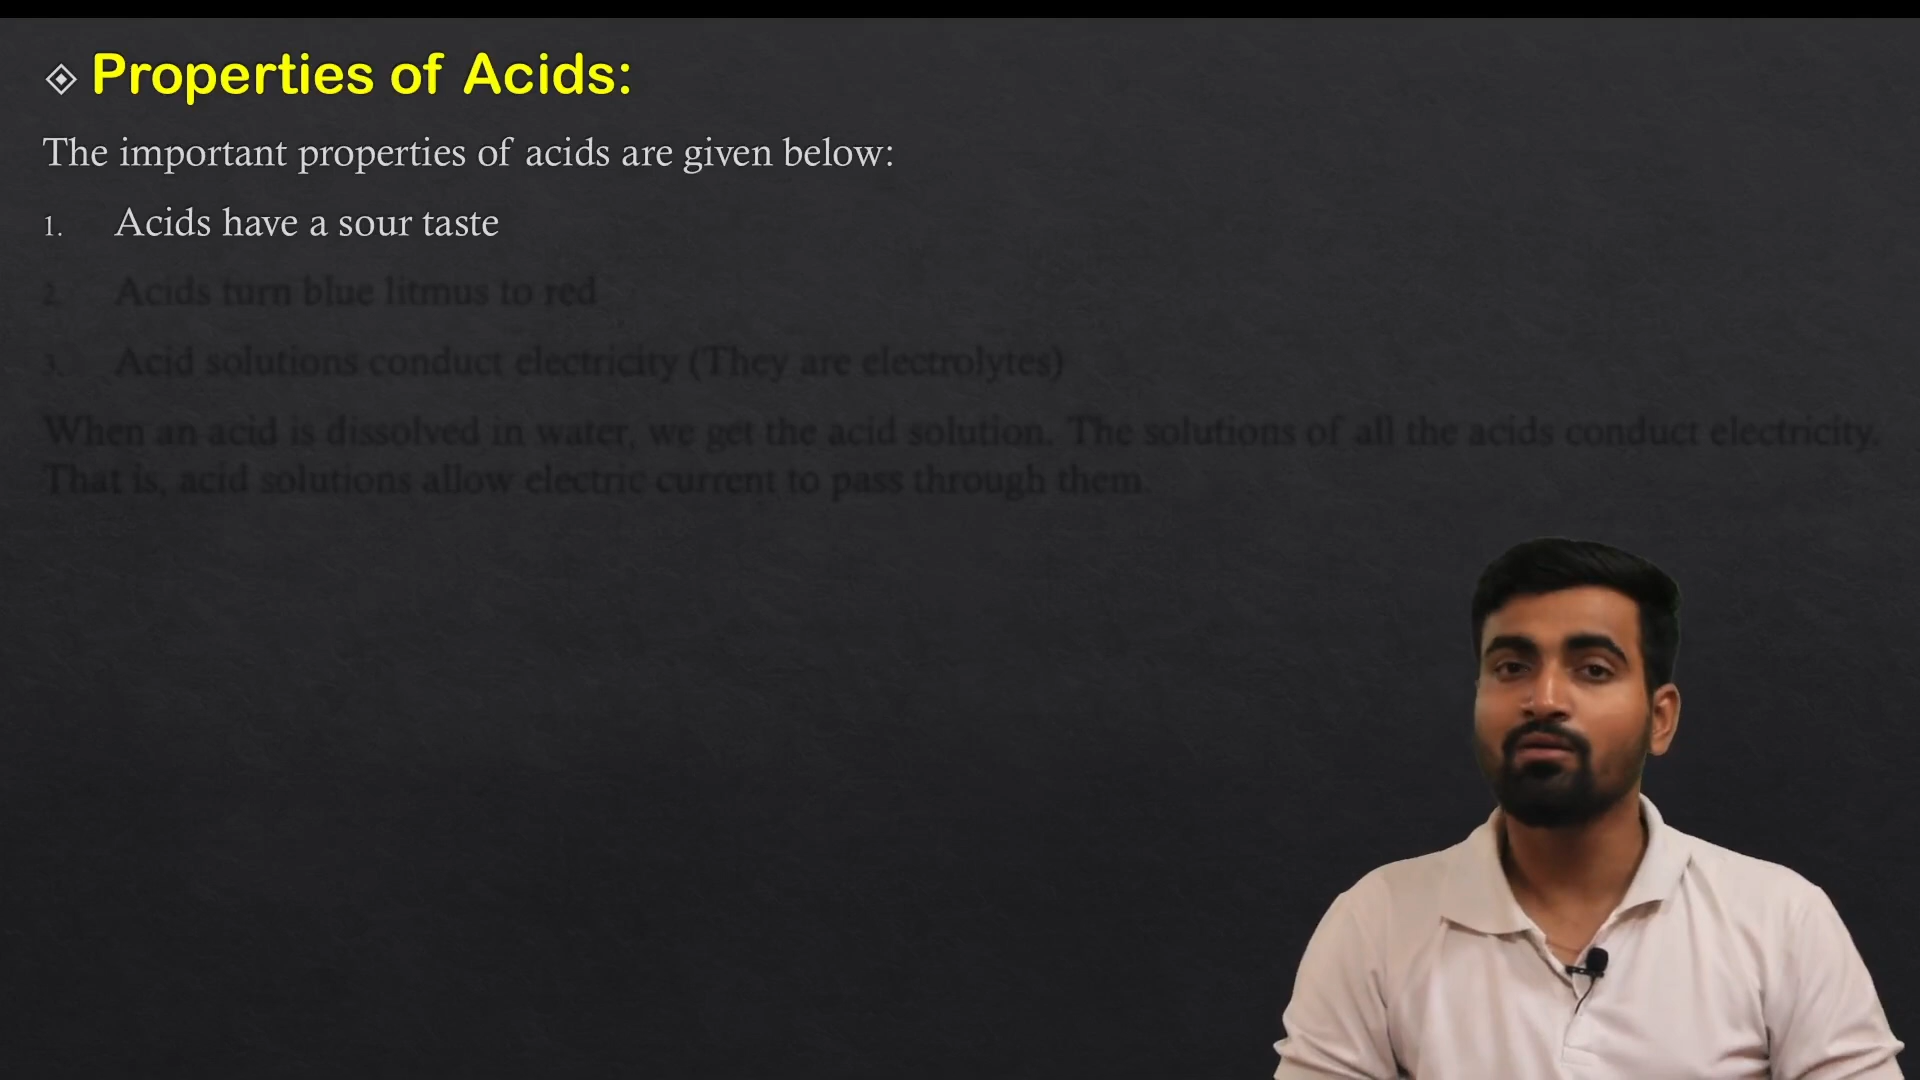 Properties of Acids:
The important properties of acids are given below:
1. Acids have a sour taste
2. Acids turn blue litmus to red
3. Acid solutions conduct electricity (They are electrolytes)
When an acid is dissolved in water, we get the acid solution. The solutions of all the acids conduct electricity.
That is, acid solutions allow electric current to pass through them